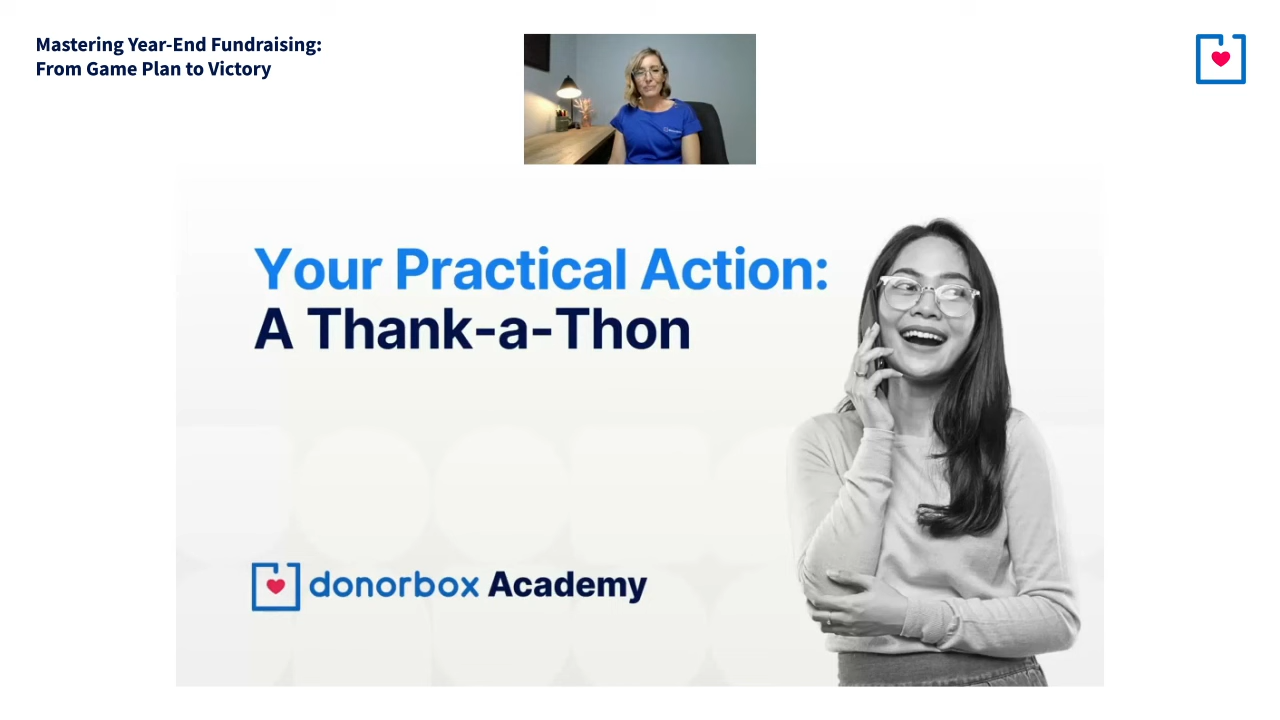 Mastering Year-End Fundraising:
From Game Plan to Victory
Your Practical Action:
A Thank-a-Thon
donorbox Academy